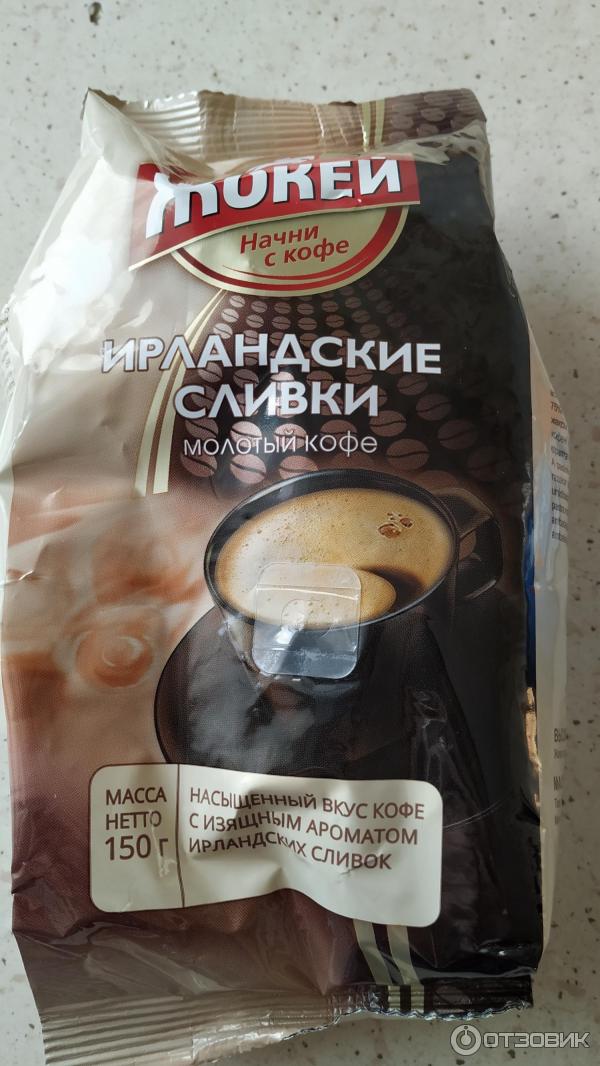 ЖОКЕЙ
Начни
с кофе
ИРЛАНДСКИЕ
СЛИВКИ
МОЛОТЫЙ КОФЕ
МАССА
НЕТТО
150 г
НАСЫЩЕННЫЙ ВКУС КОФЕ
С ИЗЯЩНЫМ АРОМАТОМ
ИРЛАНДСКИХ СЛИВОК
ОТЗОВИК